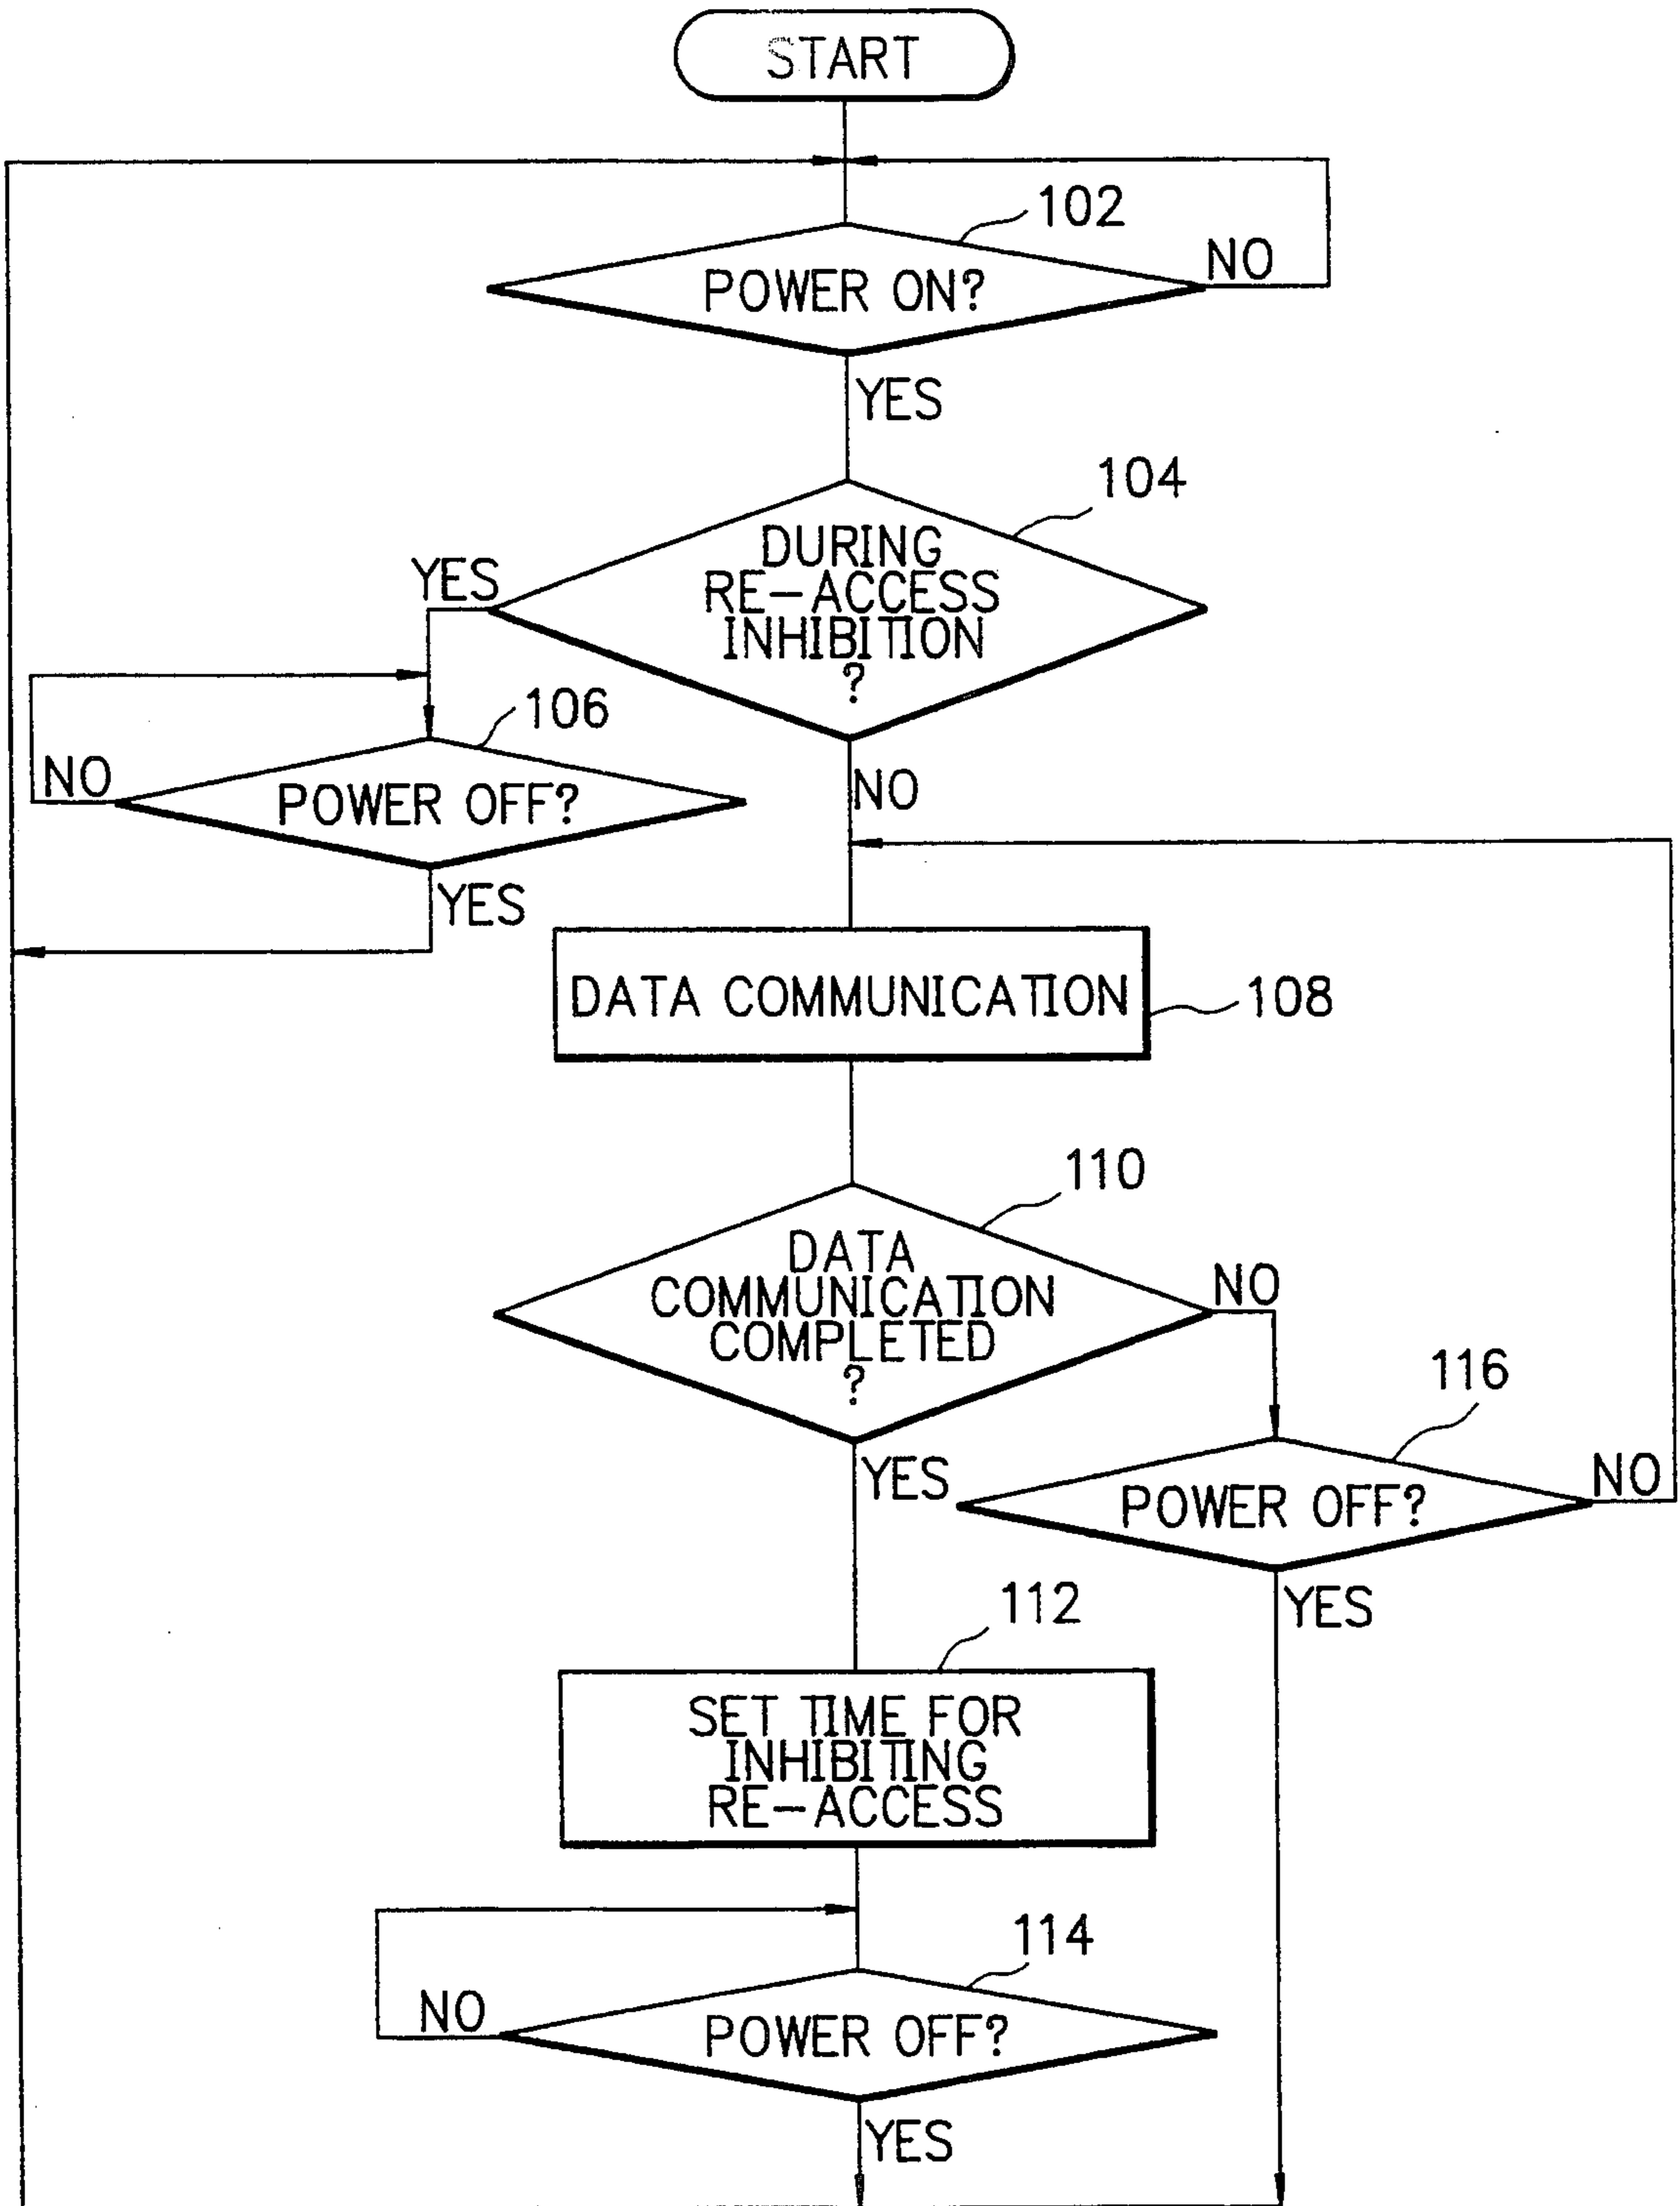 START
102
POWER ON?
NO
YES
104
DURING
RE-ACCESS
INHIBITION
?
YES
106
NO
POWER OFF?
NO
YES
DATA COMMUNICATION
108
110
DATA
COMMUNICATION
COMPLETED
?
NO
116
YES
POWER OFF?
NO
YES
112
SET TIME FOR
INHIBITING
RE-ACCESS
114
NO
POWER OFF?
YES